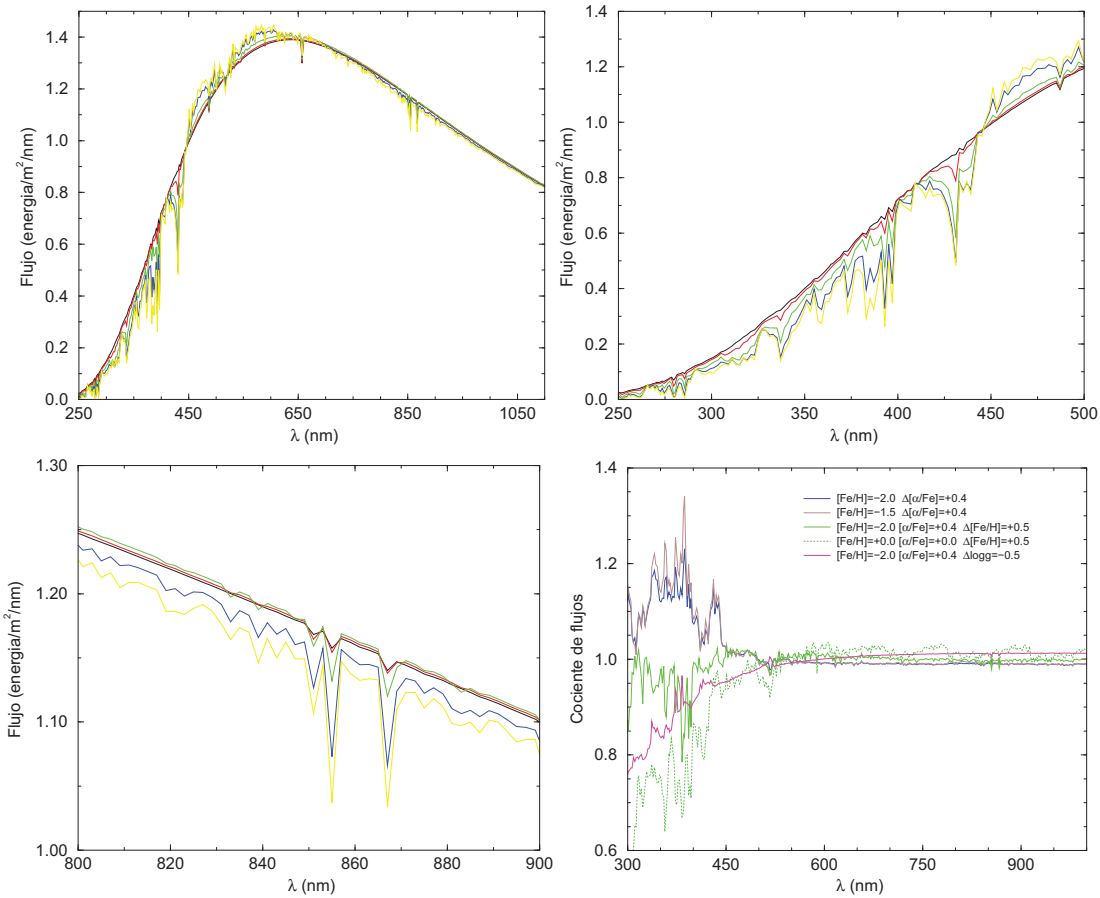 1.4
1.2
1.0
0.8
0.6
0.4
0.2
0.0
Flujo (energia/m²/nm)
250 450 650 850 1050
λ (nm)
1.4
1.2
1.0
0.8
0.6
0.4
0.2
0.0
Flujo (energia/m²/nm)
250 300 350 400 450 500
λ (nm)
1.30
1.20
1.10
1.00
Flujo (energia/m²/nm)
800 820 840 860 880 900
λ (nm)
1.4
1.2
1.0
0.8
0.6
Cociente de flujos
[Fe/H]=−2.0 Δ[α/Fe]=+0.4
[Fe/H]=−1.5 Δ[α/Fe]=+0.4
[Fe/H]=−2.0 [α/Fe]=+0.4 Δ[Fe/H]=+0.5
[Fe/H]=+0.0 [α/Fe]=+0.0 Δ[Fe/H]=+0.5
[Fe/H]=−2.0 [α/Fe]=+0.4 Δlogg=−0.5
300 450 600 750 900
λ (nm)